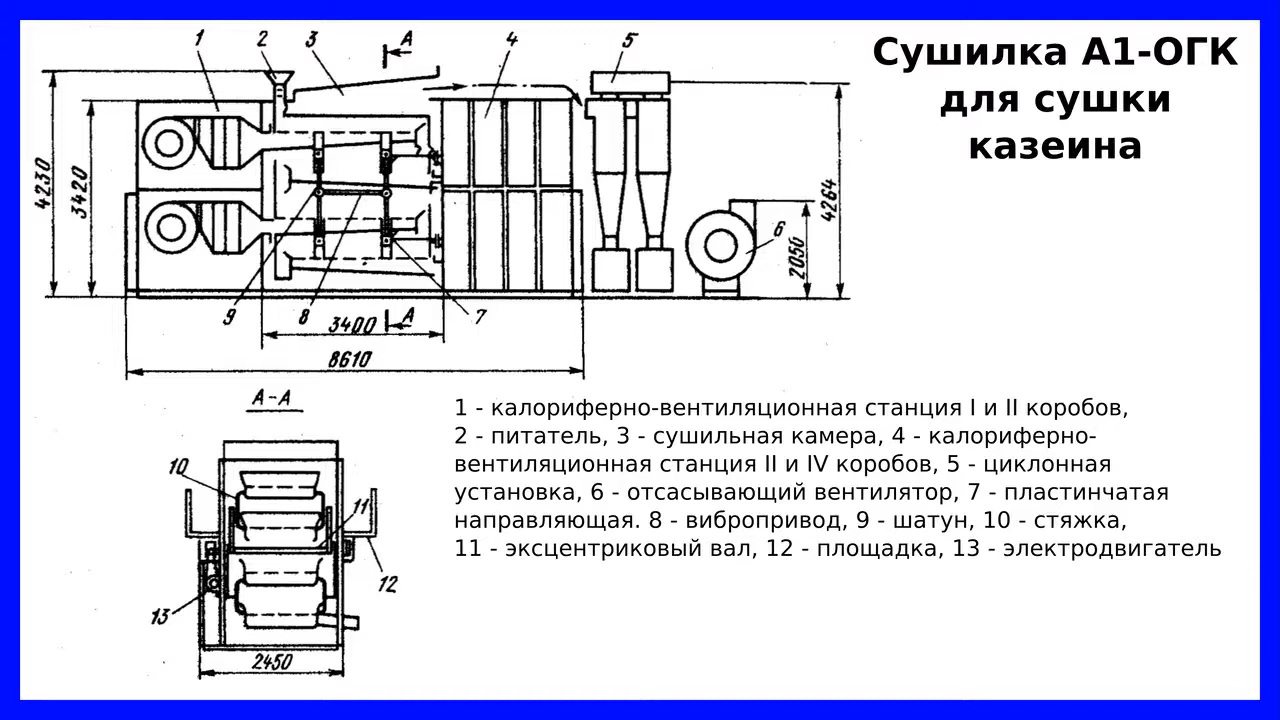 Сушилка А1-ОГК
для сушки
казеина
1
2
3
А
4
5
4230
3420
4264
6
2050
9
8
3400
А
7
8610
А-А
10
11
12
13
2450
1 - калориферно-вентиляционная станция I и II коробов,
2 - питатель, 3 - сушильная камера, 4 - калориферно-
вентиляционная станция II и IV коробов, 5 - циклонная
установка, 6 - отсасывающий вентилятор, 7 - пластинчатая
направляющая. 8 - вибропривод, 9 - шатун, 10 - стяжка,
11 - эксцентриковый вал, 12 - площадка, 13 - электродвигатель